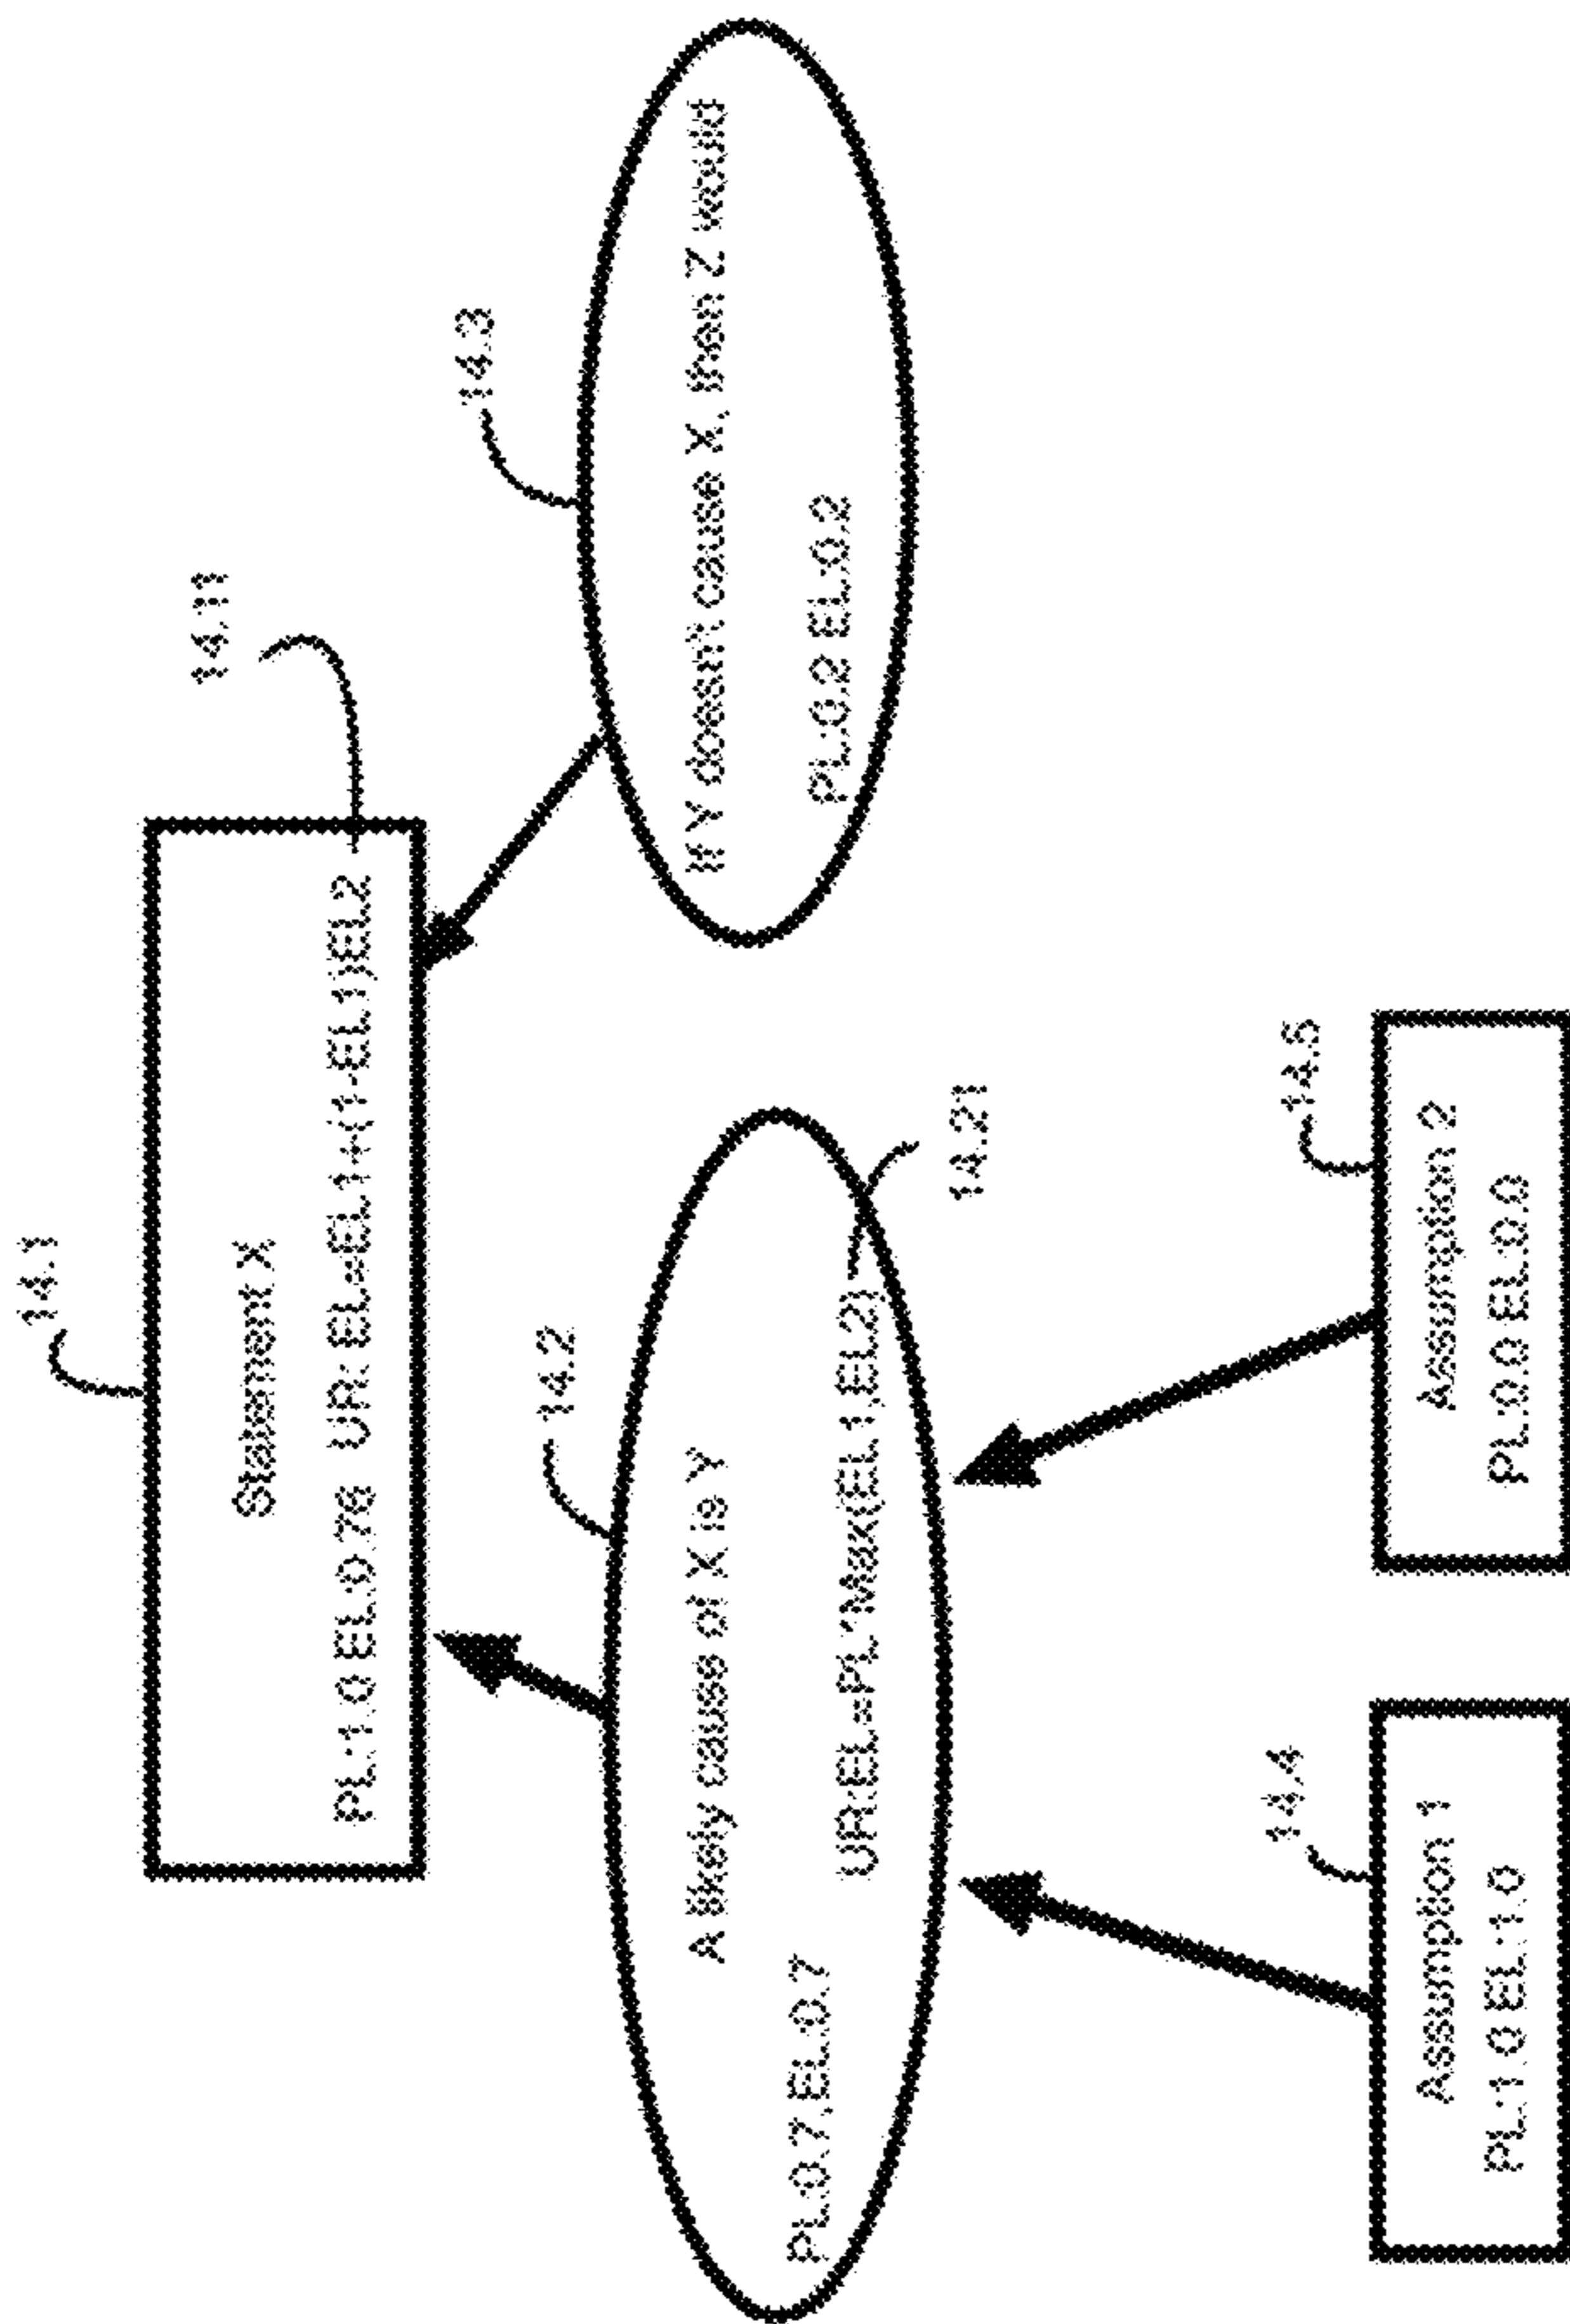 14.1
14.11
Statement X
PL:1.0 EL:0.76 UR: EL=EL1+(1-EL1)EL2
14.2
14.3
A likely cause of X is Y
PL:0.7,EL:0.7
UR:EL=PL*Max(EL1,EL2)
14.21
If Y doesn't cause X, then Z would
PL:0.2 EL:0.2
14.4
14.5
Assumption 1
PL:1.0 EL:1.0
Assumption 2
PL:0.0 EL:0.0